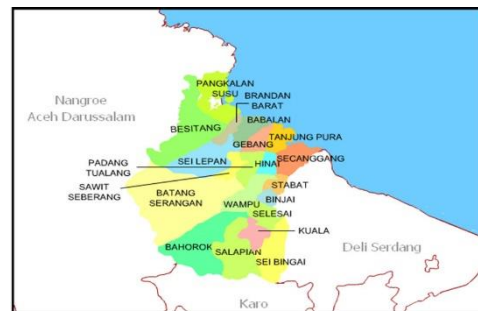 PANGKALAN
SUSU
BRANDAN
BARAT
Nangroe
Aceh Darussalam
BABALAN
BESITANG
TANJUNG PURA
GEBANG
PADANG
TUALANG
SEI LEPAN
HINAI
SECANGGANG
SAWIT
SEBERANG
BATANG
SERANGAN
STABAT
BINJAI
WAMPU
SELESAI
KUALA
BAHOROK
SALAPIAN
SEI BINGAI
Deli Serdang
Karo